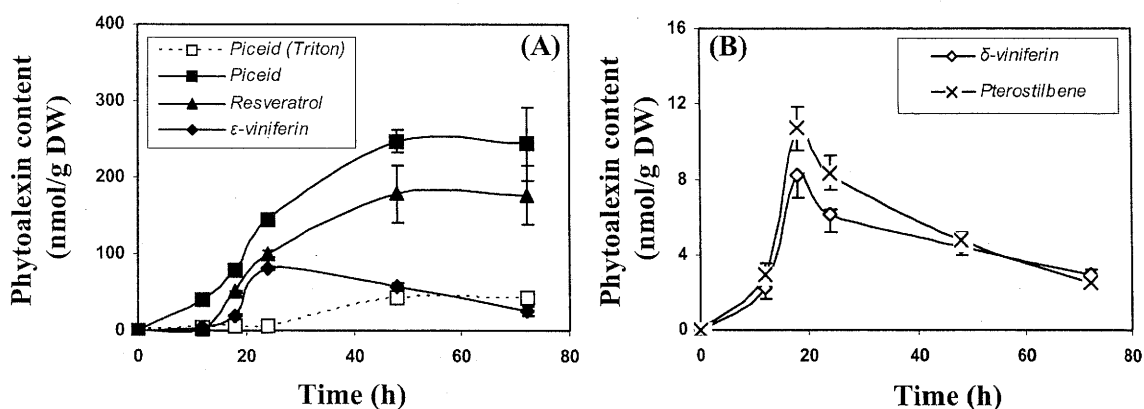 400
300
200
100
0
0
20
40
60
80
Phytoalexin content
(nmol/g DW)
Time (h)
(A)
Piceid (Triton)
Piceid
Resveratrol
ε-viniferin
16
12
8
4
0
0
20
40
60
80
Phytoalexin content
(nmol/g DW)
Time (h)
(B)
δ-viniferin
Pterostilbene